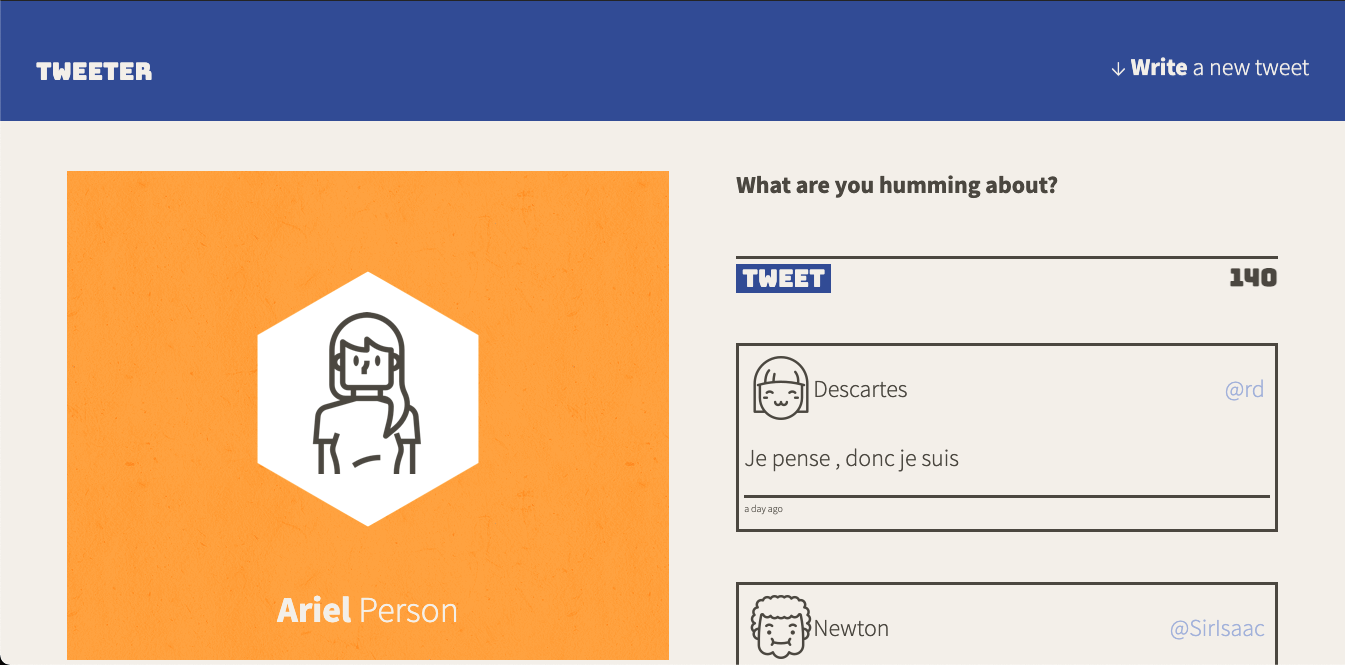 TWEETER
↓ Write a new tweet
Ariel Person
What are you humming about?
TWEET 140
Descartes @rd
Je pense , donc je suis
a day ago
Newton @SirIsaac